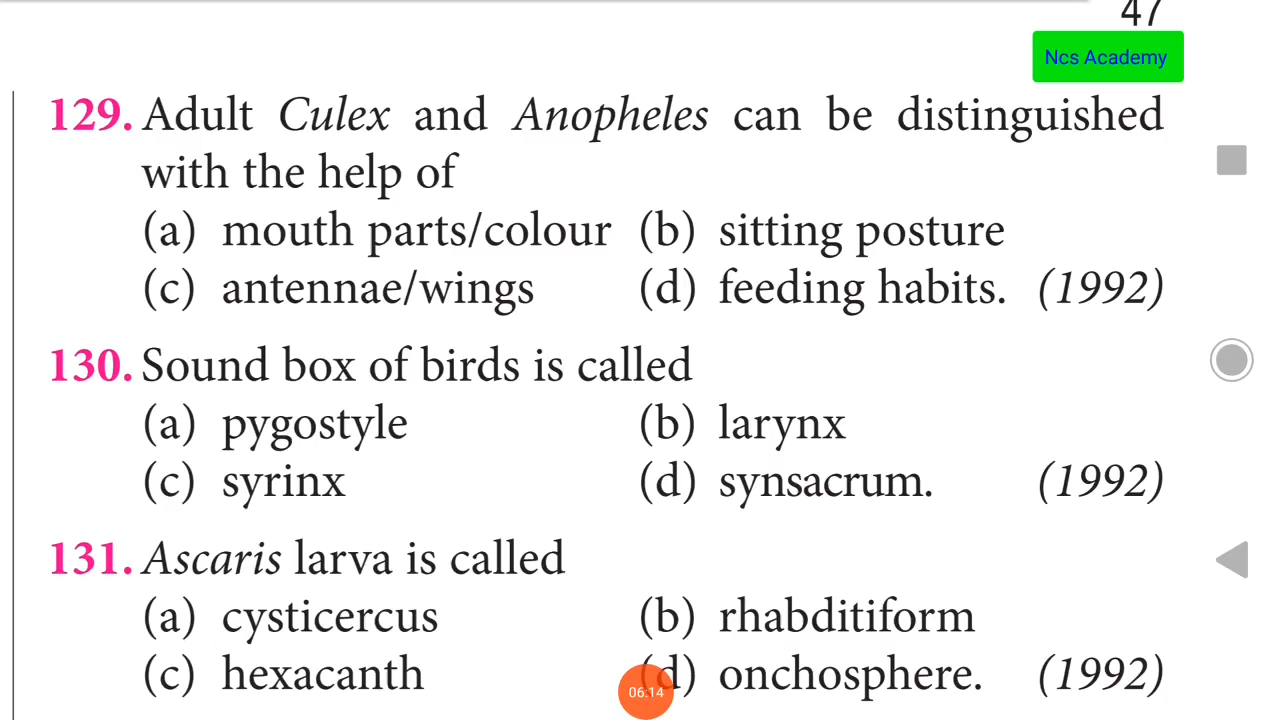 47
Ncs Academy
129. Adult Culex and Anopheles can be distinguished
with the help of
(a) mouth parts/colour (b) sitting posture
(c) antennae/wings (d) feeding habits. (1992)
130. Sound box of birds is called
(a) pygostyle (b) larynx
(c) syrinx (d) synsacrum. (1992)
131. Ascaris larva is called
(a) cysticercus (b) rhabditiform
(c) hexacanth (d) onchosphere. (1992)
06:14